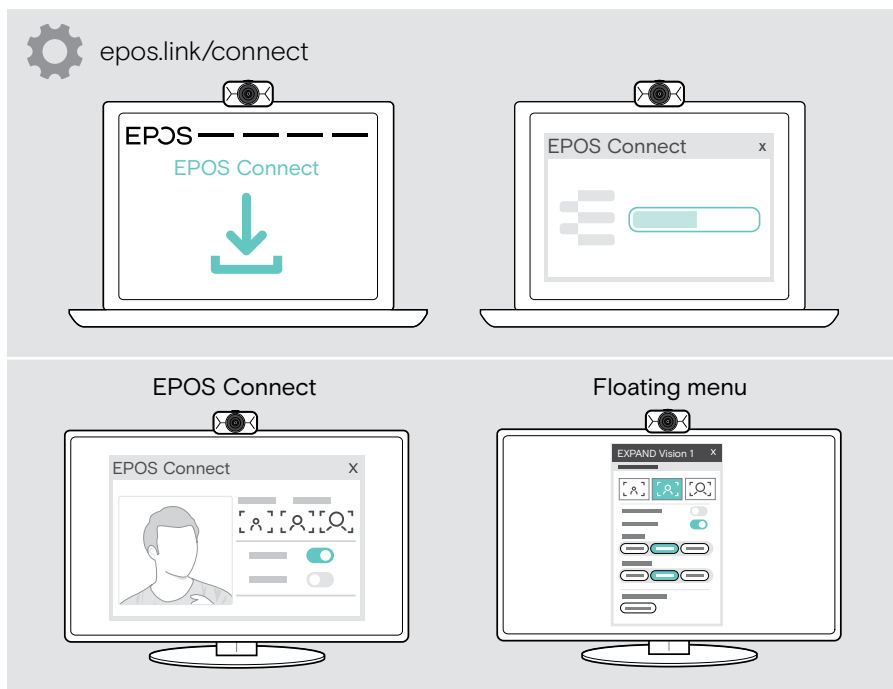 epos.link/connect
EPOS
EPOS Connect
EPOS Connect x
EPOS Connect
EPOS Connect x
Floating menu
EXPAND Vision 1 x